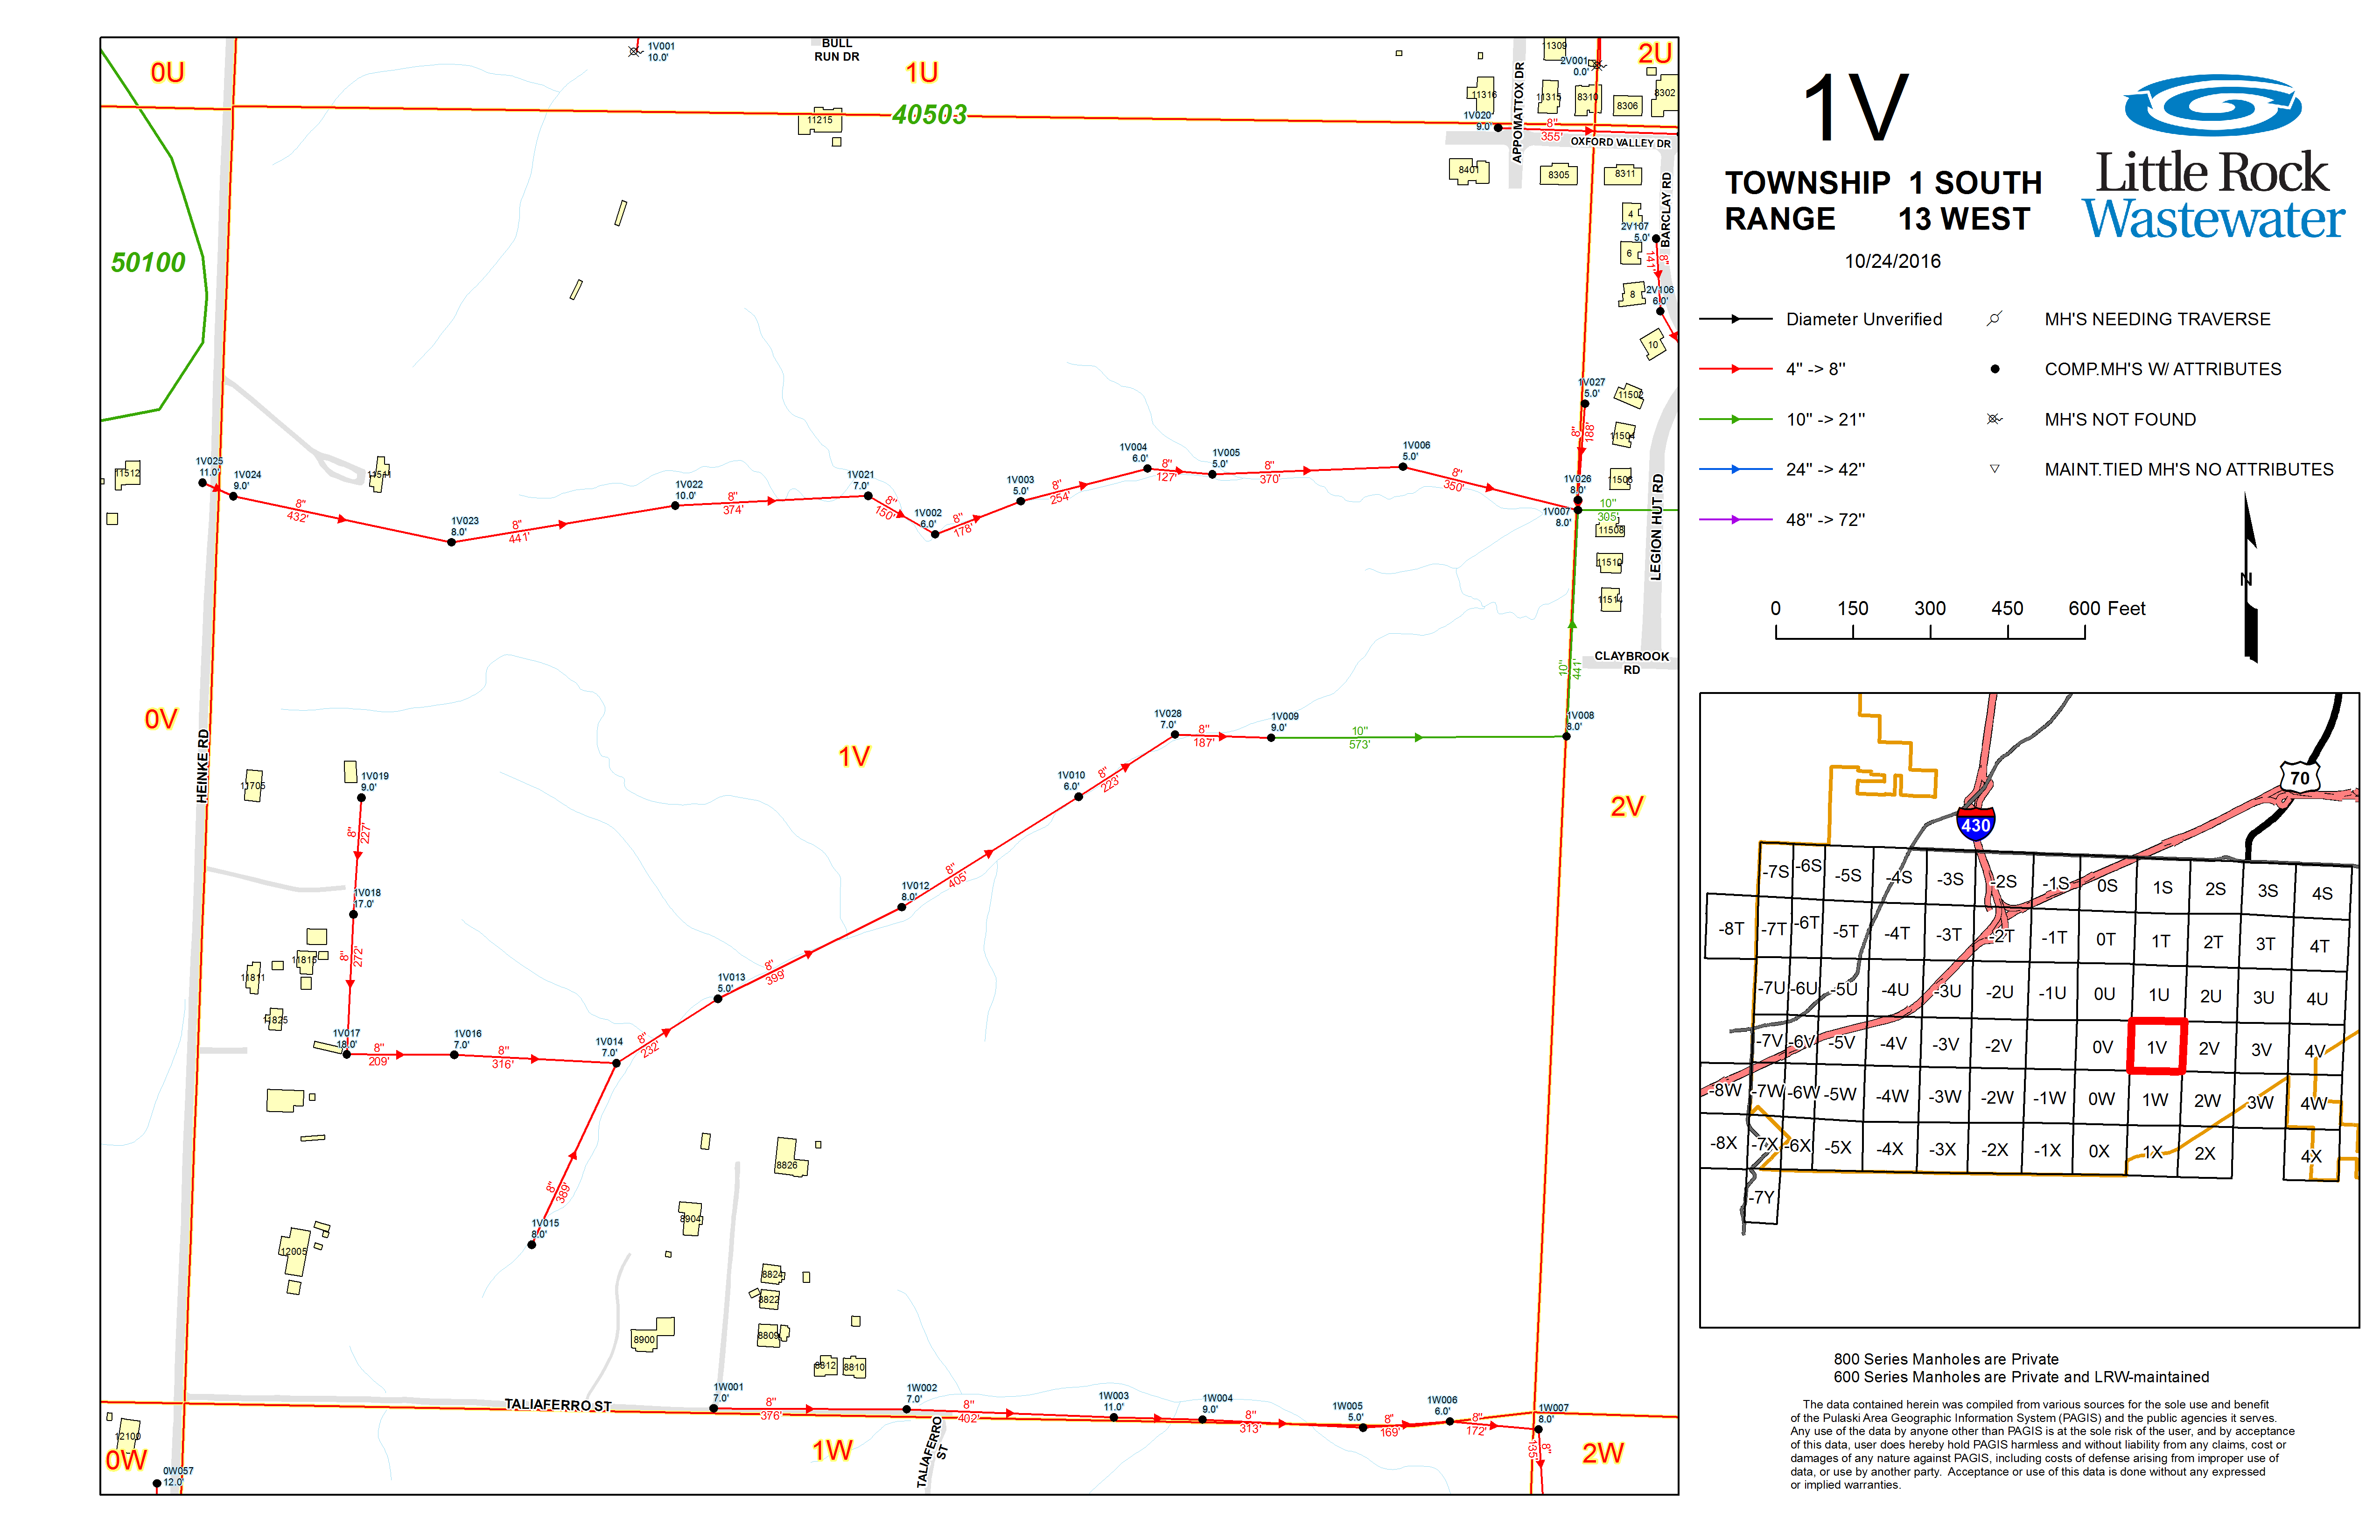 0U
1V001
10.0'
BULL
RUN DR
1U
2U
11309
2V001
0.0'
11316
11315
8310
8306
8302
11215
40503
1V020
9.0'
8"
355'
APPOMATTOX DR
OXFORD VALLEY DR
8401
8305
8311
BARCLAY RD
4
2V107
5.0'
6
8"
141'
8
2V106
6.0'
10
50100
1V027
5.0'
11502
8"
188'
11504
11506
1V026
8.0'
1V007
8.0'
10"
305'
11508
11510
11514
LEGION HUT RD
CLAYBROOK
RD
11512
1V025
11.0'
1V024
9.0'
11511
8"
432'
1V023
8.0'
8"
441'
1V022
10.0'
8"
374'
1V021
7.0'
8"
150'
1V002
6.0'
8"
178'
1V003
5.0'
8"
254'
1V004
6.0'
8"
127'
1V005
5.0'
8"
370'
1V006
5.0'
8"
350'
10"
441'
0V
HEINKE RD
1V
2V
11705
1V019
9.0'
8"
227'
1V018
17.0'
8"
272'
11815
11811
11825
1V017
18.0'
8"
209'
1V016
7.0'
8"
316'
1V014
7.0'
8"
232'
1V013
5.0'
8"
399'
1V012
8.0'
8"
405'
1V010
6.0'
8"
223'
1V028
7.0'
8"
187'
1V009
9.0'
10"
573'
1V008
8.0'
8"
389'
1V015
8.0'
8826
8904
12005
8824
8822
8809
8900
8812
8810
TALIAFERRO ST
1W001
7.0'
8"
376'
1W002
7.0'
8"
402'
1W003
11.0'
1W004
9.0'
8"
313'
1W005
5.0'
8"
169'
1W006
6.0'
8"
172'
1W007
8.0'
8"
135'
TALIAFERRO
ST
12100
0W
0W057
12.0'
1W
2W
1V
TOWNSHIP 1 SOUTH
RANGE 13 WEST
10/24/2016
Little Rock
Wastewater
Diameter Unverified
4" -> 8"
10" -> 21"
24" -> 42"
48" -> 72"
MH'S NEEDING TRAVERSE
COMP.MH'S W/ ATTRIBUTES
MH'S NOT FOUND
MAINT.TIED MH'S NO ATTRIBUTES
N
0 150 300 450 600 Feet
70
430
-7S -6S -5S -4S -3S -2S -1S 0S 1S 2S 3S 4S
-8T -7T -6T -5T -4T -3T -2T -1T 0T 1T 2T 3T 4T
-7U -6U -5U -4U -3U -2U -1U 0U 1U 2U 3U 4U
-7V -6V -5V -4V -3V -2V 0V 1V 2V 3V 4V
-8W -7W -6W -5W -4W -3W -2W -1W 0W 1W 2W 3W 4W
-8X -7X -6X -5X -4X -3X -2X -1X 0X 1X 2X 4X
-7Y
800 Series Manholes are Private
600 Series Manholes are Private and LRW-maintained
The data contained herein was compiled from various sources for the sole use and benefit
of the Pulaski Area Geographic Information System (PAGIS) and the public agencies it serves.
Any use of the data by anyone other than PAGIS is at the sole risk of the user, and by acceptance
of this data, user does hereby hold PAGIS harmless and without liability from any claims, cost or
damages of any nature against PAGIS, including costs of defense arising from improper use of
data, or use by another party. Acceptance or use of this data is done without any expressed
or implied warranties.